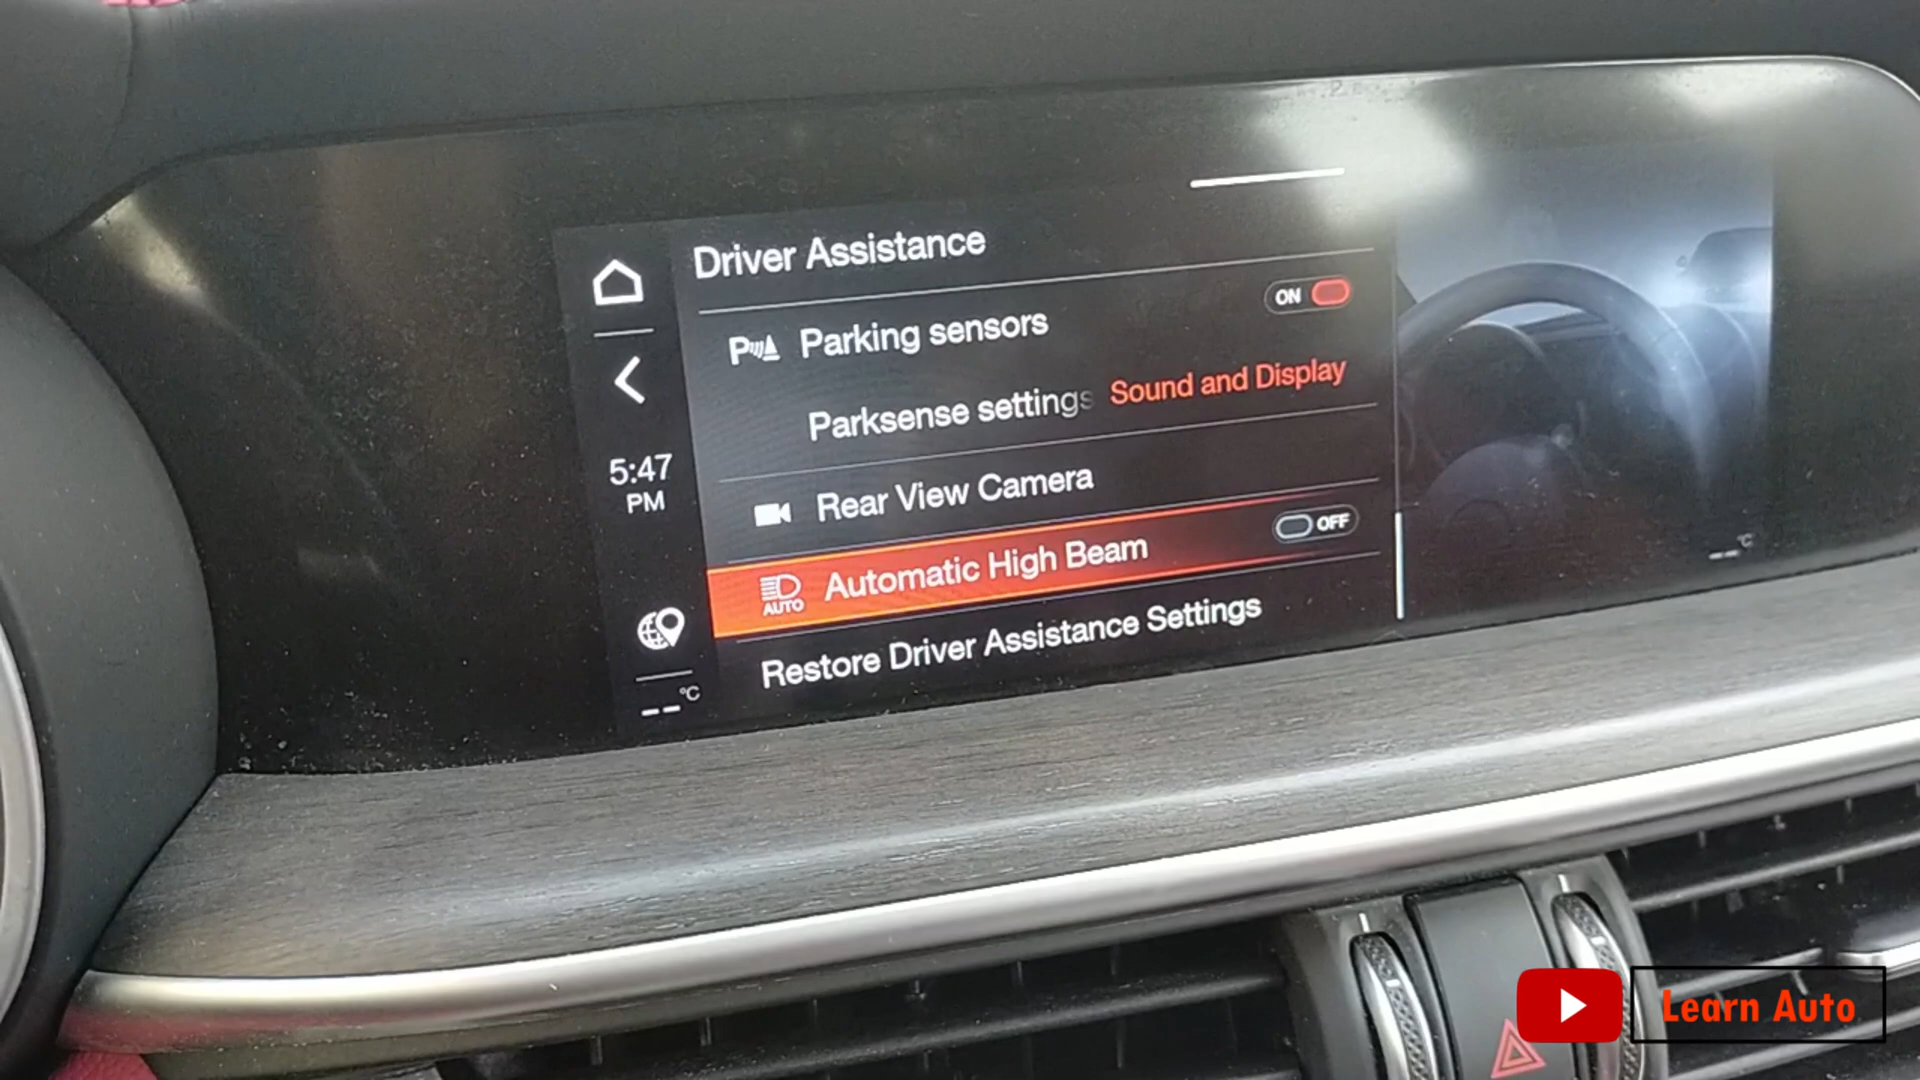 Driver Assistance
Parking sensors ON
Parksense settings Sound and Display
5:47
PM
Rear View Camera
Automatic High Beam OFF
AUTO
Restore Driver Assistance Settings
-- °C
-- °C
Learn Auto